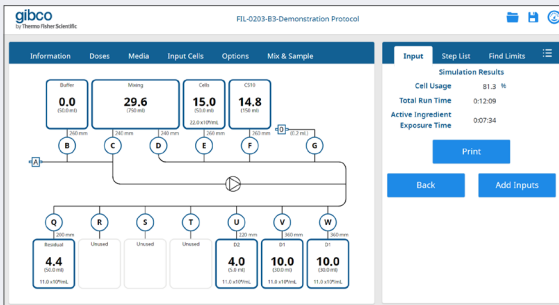 gibco
by Thermo Fisher Scientific
FIL-0203-B3-Demonstration Protocol
Information Doses Media Input Cells Options Mix & Sample
Input Step List Find Limits
Simulation Results
Cell Usage 81.3 %
Total Run Time 0:12:09
Active Ingredient
Exposure Time 0:07:34
Print
Back Add Inputs
Buffer Mixing Cells CS10
0.0 29.6 15.0 14.8
(50.0 ml) (750 ml) (50.0 ml) (150 ml)
22.0 x10⁶/mL
260 mm 240 mm 240 mm 260 mm 260 mm D (0.2 mL)
B C D E F G
A
Q R S T U V W
200 mm 220 mm 360 mm 360 mm
Residual Unused Unused Unused D2 D1 D1
4.4 4.0 10.0 10.0
(50.0 ml) (5.0 ml) (30.0 ml) (30.0 ml)
11.0 x10⁶/mL 11.0 x10⁶/mL 11.0 x10⁶/mL 11.0 x10⁶/mL